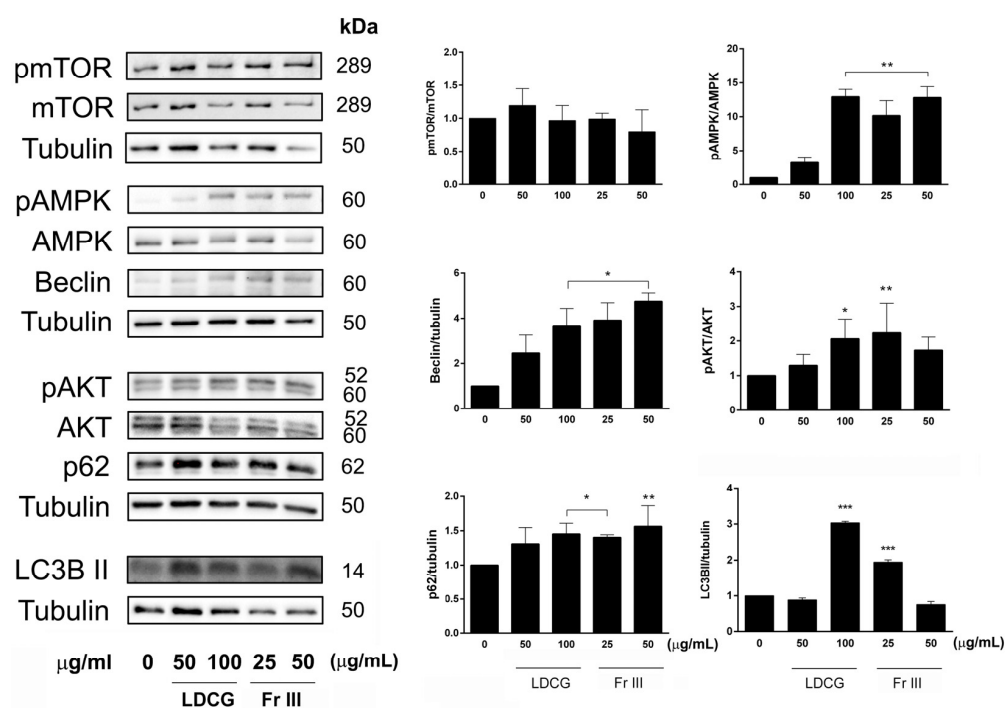 kDa
pmTOR 289
mTOR 289
Tubulin 50
pAMPK 60
AMPK 60
Beclin 60
Tubulin 50
pAKT 52
60
AKT 52
60
p62 62
Tubulin 50
LC3B II 14
Tubulin 50
μg/ml 0 50 100 25 50 (μg/mL)
LDCG Fr III
pmTOR/mTOR
2.0
1.5
1.0
0.5
0.0
0 50 100 25 50
pAMPK/AMPK
20
15
10
5
0
**
0 50 100 25 50
Beclin/tubulin
6
4
2
0
*
0 50 100 25 50
pAKT/AKT
4
3
2
1
0
*
**
0 50 100 25 50
p62/tubulin
2.0
1.5
1.0
0.5
0.0
*
**
0 50 100 25 50 (μg/mL)
LDCG Fr III
LC3BII/tubulin
4
3
2
1
0
***
***
0 50 100 25 50 (μg/mL)
LDCG Fr III